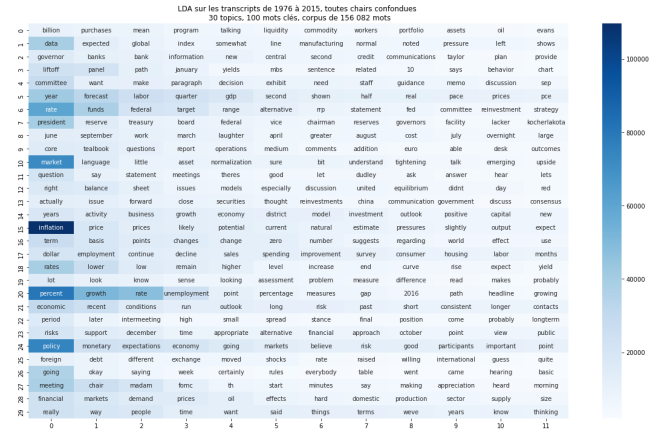 LDA sur les transcripts de 1976 à 2015, toutes chairs confondues
30 topics, 100 mots clés, corpus de 156 082 mots
0 billion purchases mean program talking liquidity commodity workers portfolio assets oil evans
1 data expected global index somewhat line manufacturing normal noted pressure left shows
2 governor banks bank information new central second credit communications taylor plan provide
3 liftoff panel path january yields mbs sentence related 10 says behavior chart
4 committee want make paragraph decision exhibit need staff guidance memo discussion sep
5 year forecast labor quarter gdp second shown half real pace prices pce
6 rate funds federal target range alternative rrp statement fed committee reinvestment strategy
7 president reserve treasury board federal vice chairman reserves governors facility lacker kocherlakota
8 june september work march laughter april greater august cost july overnight large
9 core tealbook questions report operations medium comments addition euro able desk outcomes
10 market language little asset normalization sure bit understand tightening talk emerging upside
11 question say statement meetings theres good let dudley ask answer hear lets
12 right balance sheet issues models especially discussion united equilibrium didnt day red
13 actually issue forward close securities thought reinvestments china communication government discuss consensus
14 years activity business growth economy district model investment outlook positive capital new
15 inflation price prices likely potential current natural estimate pressures slightly output expect
16 term basis points changes change zero number suggests regarding world effect use
17 dollar employment continue decline sales spending improvement survey consumer housing labor months
18 rates lower low remain higher level increase end curve rise expect yield
19 lot look know sense looking assessment problem measure difference read makes probably
20 percent growth rate unemployment point percentage measures gap 2016 path headline growing
21 economic recent conditions run outlook long risk past short consistent longer contacts
22 period later intermeeting high small spread stance final position come probably longterm
23 risks support december time appropriate alternative financial approach october point view public
24 policy monetary expectations economy going markets believe risk good participants important point
25 foreign debt different exchange moved shocks rate raised willing international guess quite
26 going okay saying week certainly rules everybody table went came hearing basic
27 meeting chair madam fomc th start minutes say making appreciation heard morning
28 financial markets demand prices oil effects hard domestic production sector supply size
29 really way people time want said things terms weve years know thinking
0 1 2 3 4 5 6 7 8 9 10 11
100000
80000
60000
40000
20000